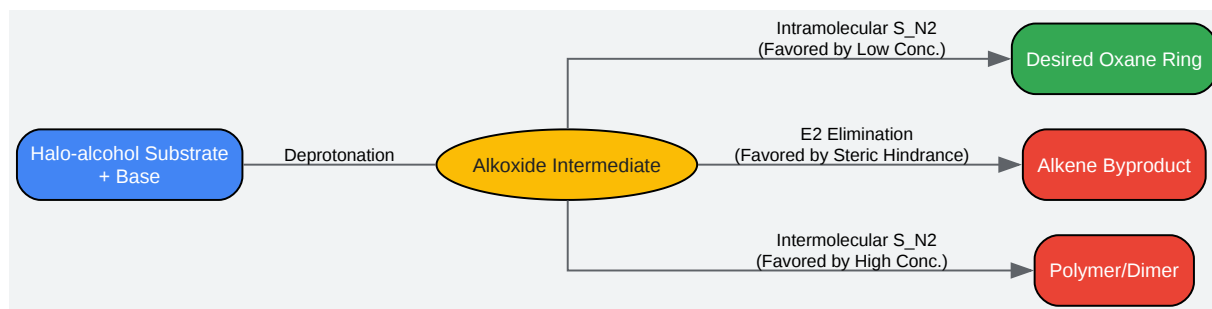 Intramolecular S_N2
(Favored by Low Conc.)
Desired Oxane Ring
Halo-alcohol Substrate
+ Base
Deprotonation
Alkoxide Intermediate
E2 Elimination
(Favored by Steric Hindrance)
Alkene Byproduct
Intermolecular S_N2
(Favored by High Conc.)
Polymer/Dimer